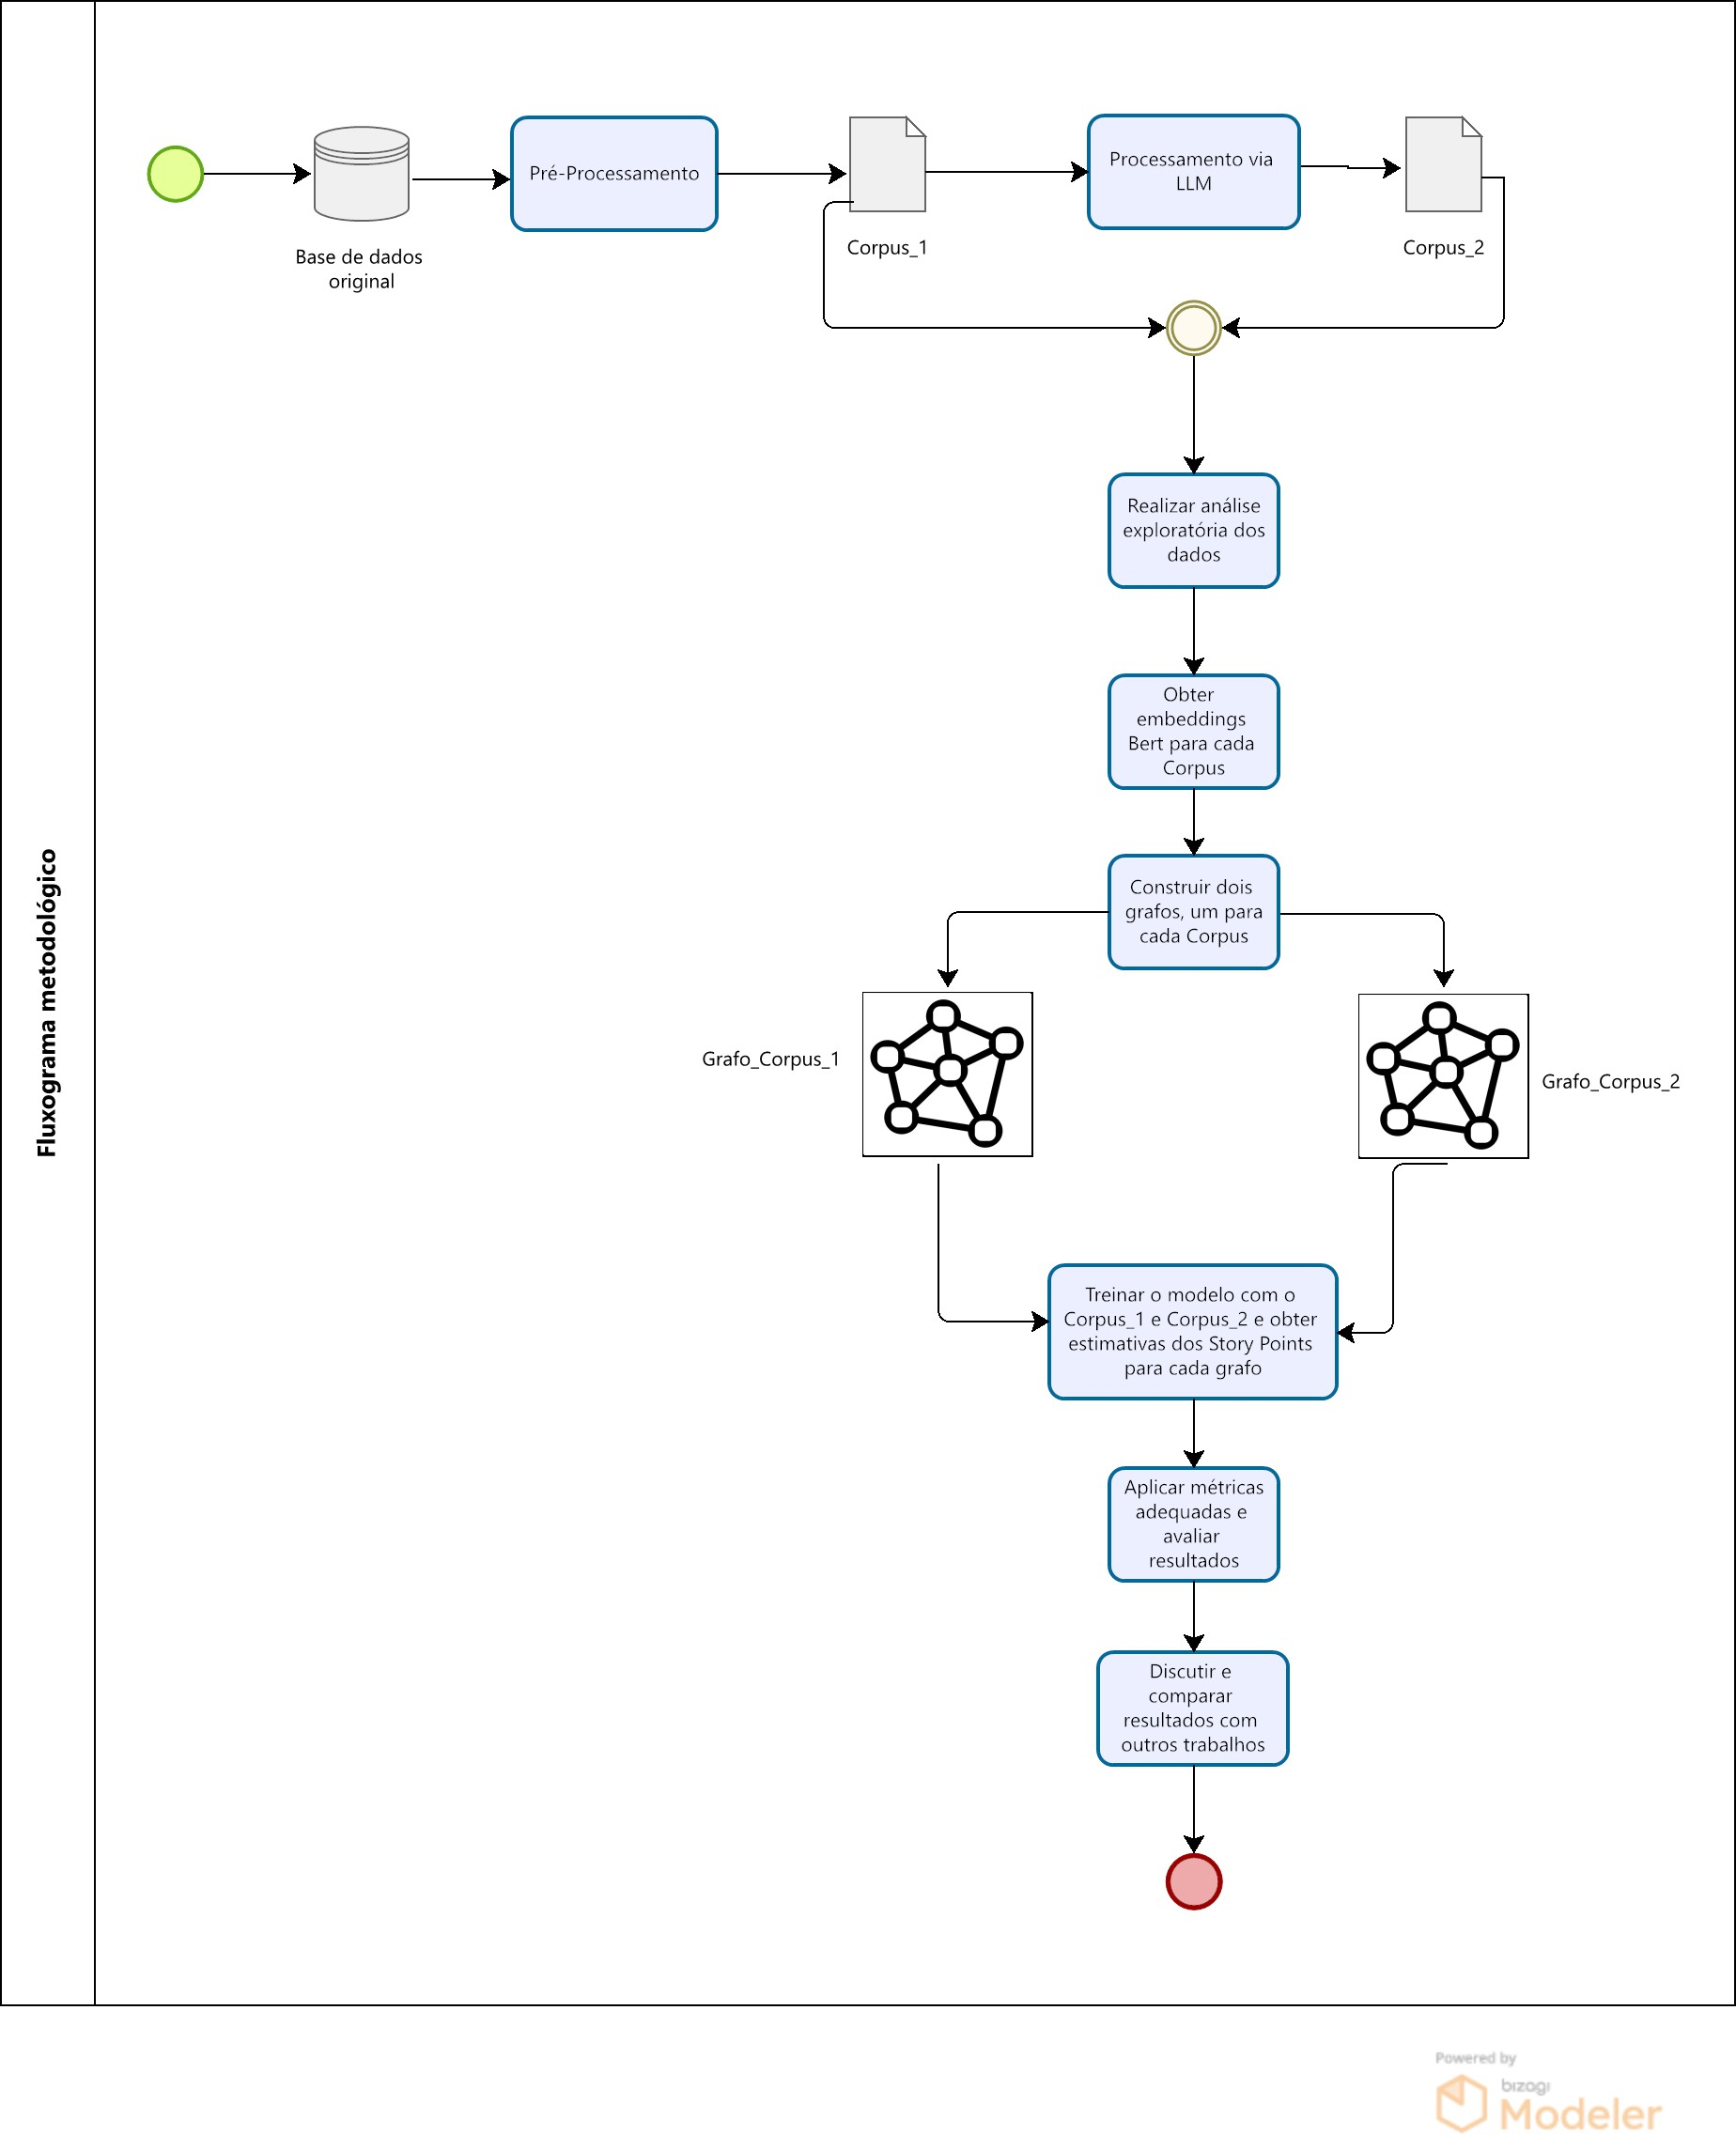 Fluxograma metodológico
Base de dados
original
Pré-Processamento
Corpus_1
Processamento via
LLM
Corpus_2
Realizar análise
exploratória dos
dados
Obter
embeddings
Bert para cada
Corpus
Construir dois
grafos, um para
cada Corpus
Grafo_Corpus_1
Grafo_Corpus_2
Treinar o modelo com o
Corpus_1 e Corpus_2 e obter
estimativas dos Story Points
para cada grafo
Aplicar métricas
adequadas e
avaliar
resultados
Discutir e
comparar
resultados com
outros trabalhos
Powered by
bizagi
Modeler